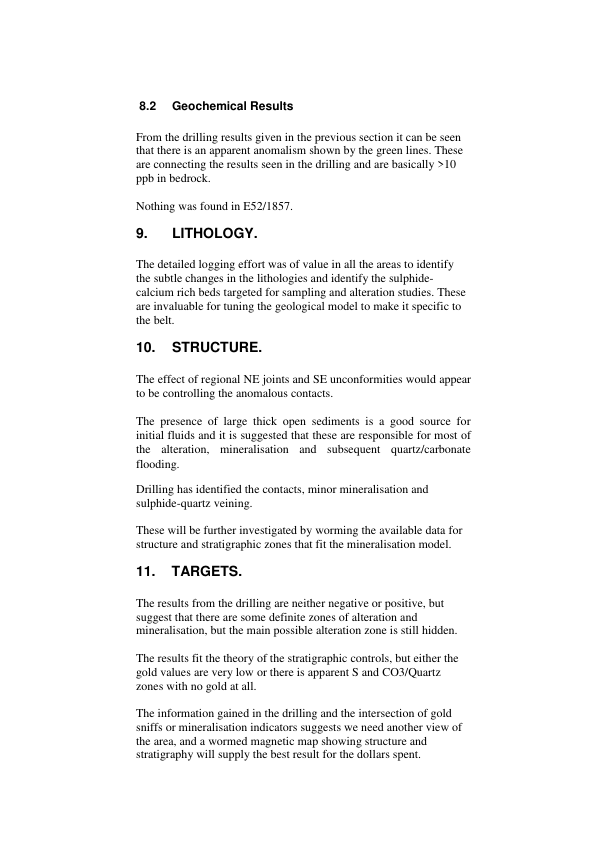 8.2 Geochemical Results
From the drilling results given in the previous section it can be seen
that there is an apparent anomalism shown by the green lines. These
are connecting the results seen in the drilling and are basically >10
ppb in bedrock.
Nothing was found in E52/1857.
9. LITHOLOGY.
The detailed logging effort was of value in all the areas to identify
the subtle changes in the lithologies and identify the sulphide-
calcium rich beds targeted for sampling and alteration studies. These
are invaluable for tuning the geological model to make it specific to
the belt.
10. STRUCTURE.
The effect of regional NE joints and SE unconformities would appear
to be controlling the anomalous contacts.
The presence of large thick open sediments is a good source for
initial fluids and it is suggested that these are responsible for most of
the alteration, mineralisation and subsequent quartz/carbonate
flooding.
Drilling has identified the contacts, minor mineralisation and
sulphide-quartz veining.
These will be further investigated by worming the available data for
structure and stratigraphic zones that fit the mineralisation model.
11. TARGETS.
The results from the drilling are neither negative or positive, but
suggest that there are some definite zones of alteration and
mineralisation, but the main possible alteration zone is still hidden.
The results fit the theory of the stratigraphic controls, but either the
gold values are very low or there is apparent S and CO3/Quartz
zones with no gold at all.
The information gained in the drilling and the intersection of gold
sniffs or mineralisation indicators suggests we need another view of
the area, and a wormed magnetic map showing structure and
stratigraphy will supply the best result for the dollars spent.